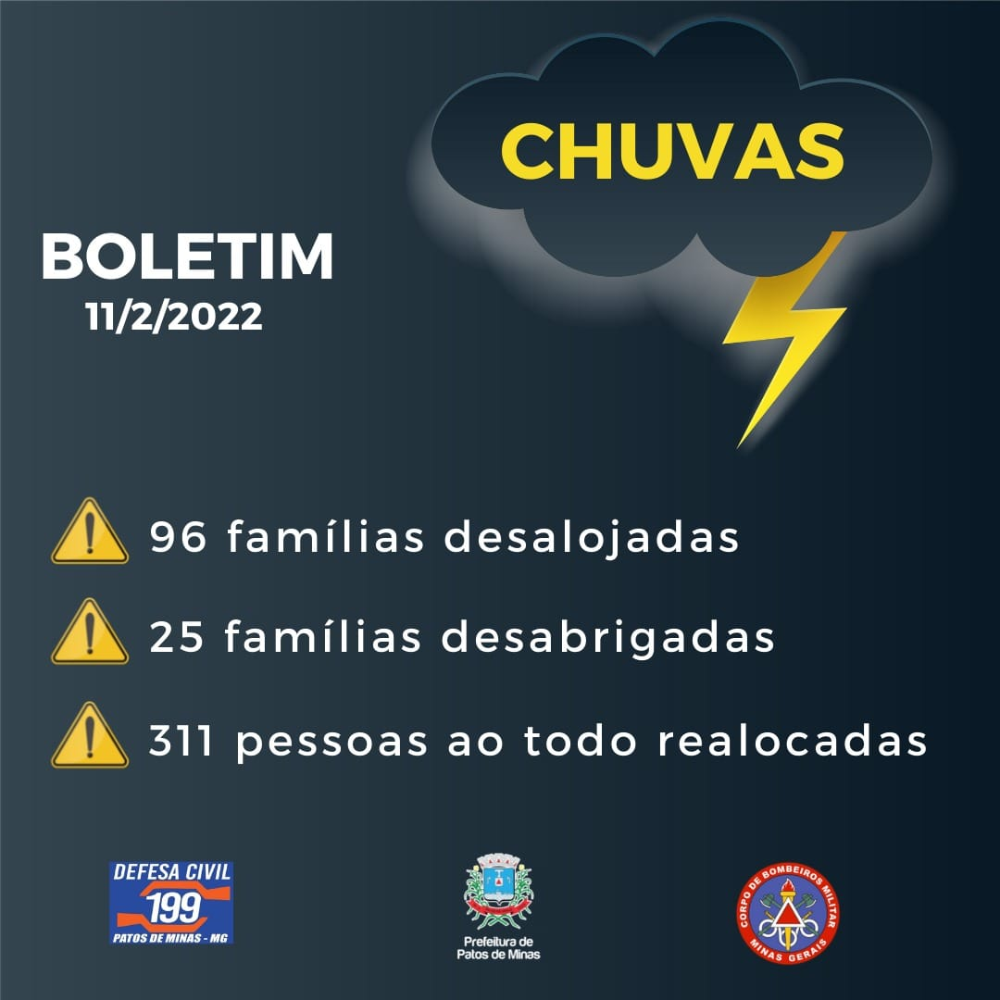 CHUVAS
BOLETIM
11/2/2022
96 famílias desalojadas
25 famílias desabrigadas
311 pessoas ao todo realocadas
DEFESA CIVIL
199
PATOS DE MINAS - MG
Prefeitura de
Patos de Minas
CORPO DE BOMBEIROS MILITAR
MINAS GERAIS